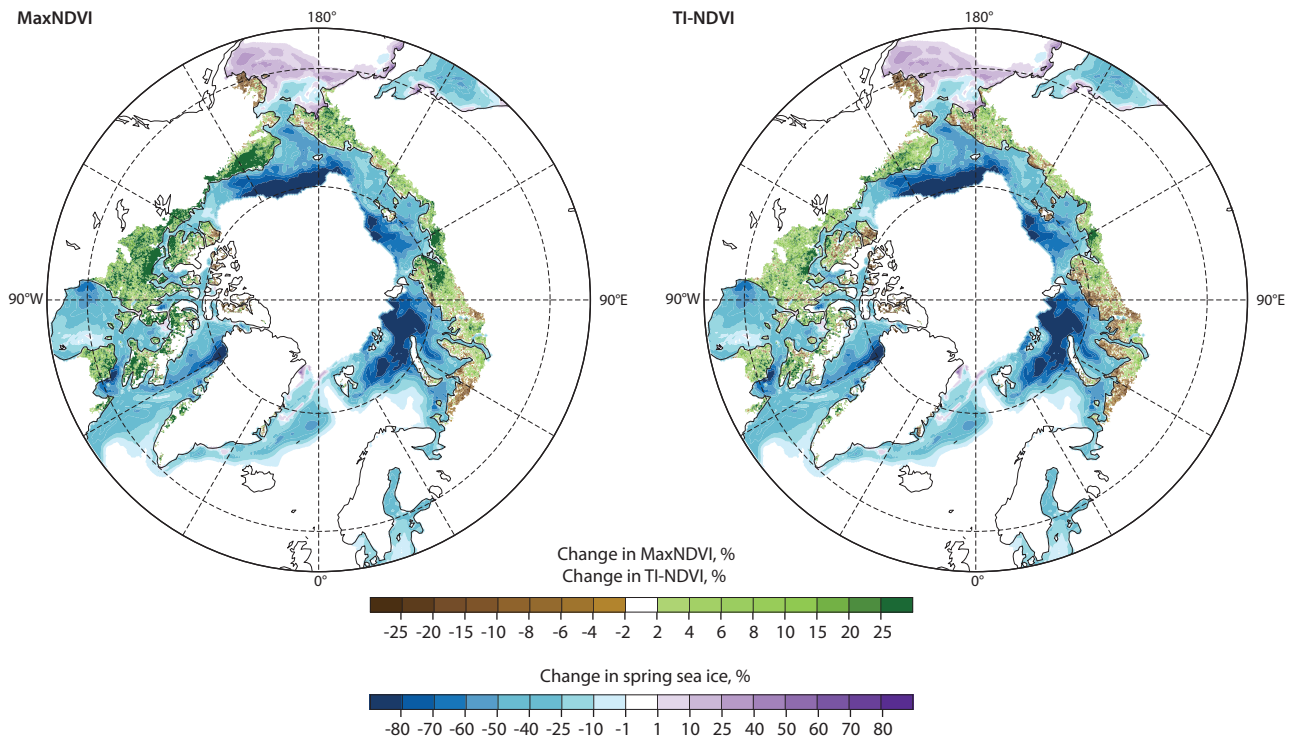 MaxNDVI
180°
TI-NDVI
180°
90°W
90°E
90°W
90°E
0°
0°
Change in MaxNDVI, %
Change in TI-NDVI, %
-25 -20 -15 -10 -8 -6 -4 -2 2 4 6 8 10 15 20 25
Change in spring sea ice, %
-80 -70 -60 -50 -40 -25 -10 -1 1 10 25 40 50 60 70 80